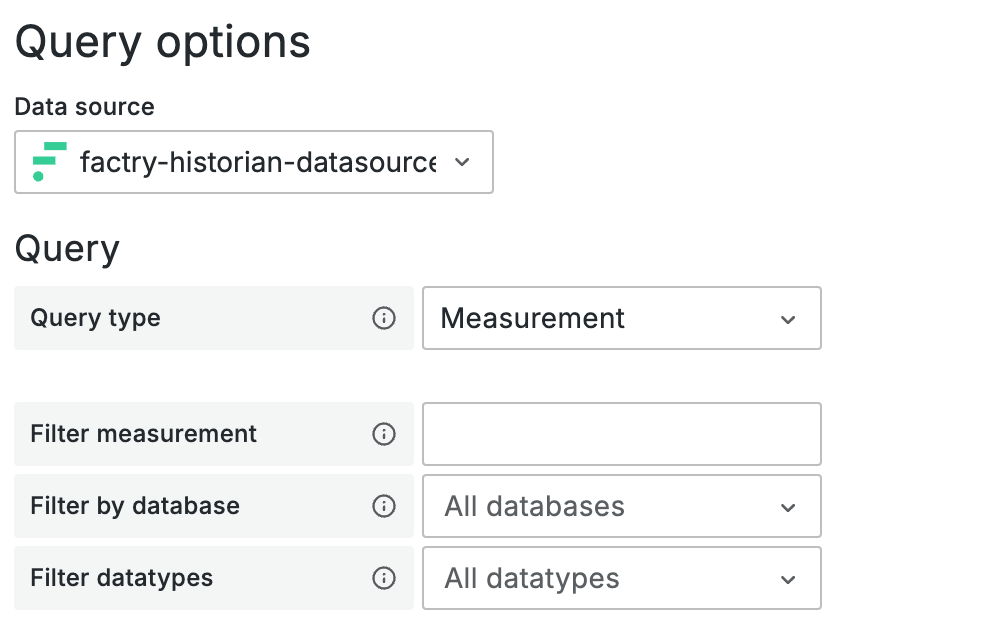 Query options
Data source
factry-historian-datasource
Query
Query type
Measurement
Filter measurement
Filter by database
All databases
Filter datatypes
All datatypes